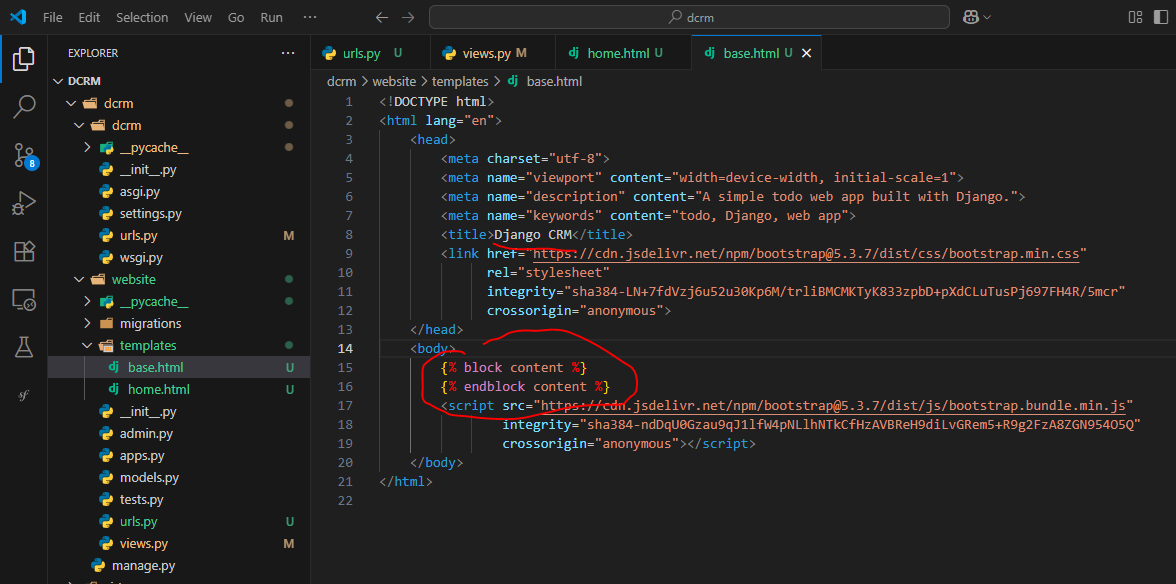 File Edit Selection View Go Run ··· dcrm
EXPLORER ···
urls.py U
views.py M
home.html U
base.html U
dcrm > website > templates > base.html
DCRM
dcrm
dcrm
__pycache__
__init__.py
asgi.py
settings.py
urls.py M
wsgi.py
website
__pycache__
migrations
templates
base.html U
home.html U
__init__.py
admin.py
apps.py
models.py
tests.py
urls.py U
views.py M
manage.py
8
1 <!DOCTYPE html>
2 <html lang="en">
3 <head>
4 <meta charset="utf-8">
5 <meta name="viewport" content="width=device-width, initial-scale=1">
6 <meta name="description" content="A simple todo web app built with Django.">
7 <meta name="keywords" content="todo, Django, web app">
8 <title>Django CRM</title>
9 <link href="https://cdn.jsdelivr.net/npm/bootstrap@5.3.7/dist/css/bootstrap.min.css"
10 rel="stylesheet"
11 integrity="sha384-LN+7fdVzj6u52u30Kp6M/trliBMCMKTyK833zpbD+pXdCLuTusPj697FH4R/5mcr"
12 crossorigin="anonymous">
13 </head>
14 <body>
15 {% block content %}
16 {% endblock content %}
17 <script src="https://cdn.jsdelivr.net/npm/bootstrap@5.3.7/dist/js/bootstrap.bundle.min.js"
18 integrity="sha384-ndDqU0Gzau9qJ1lfW4pNLlhNTkCfHzAVBReH9diLvGRem5+R9g2FzA8ZGN954O5Q"
19 crossorigin="anonymous"></script>
20 </body>
21 </html>
22